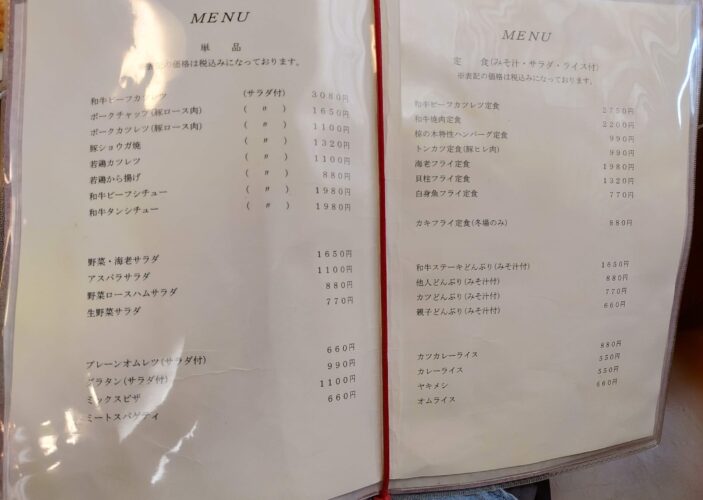 MENU
単 品
※表記の価格は税込みになっております。
和牛ビーフカツレツ (サラダ付) 3080円
ポークチャップ(豚ロース肉) ( 〃 ) 1650円
ポークカツレツ(豚ロース肉) ( 〃 ) 1100円
豚ショウガ焼 ( 〃 ) 1320円
若鶏カツレツ ( 〃 ) 1100円
若鶏から揚げ ( 〃 ) 880円
和牛ビーフシチュー ( 〃 ) 1980円
和牛タンシチュー ( 〃 ) 1980円
野菜・海老サラダ 1650円
アスパラサラダ 1100円
野菜ロースハムサラダ 880円
生野菜サラダ 770円
プレーンオムレツ(サラダ付) 660円
グラタン(サラダ付) 990円
ミックスピザ 1100円
ミートスパゲティ 660円
MENU
定 食(みそ汁・サラダ・ライス付)
※表記の価格は税込みになっております。
和牛ビーフカツレツ定食 2750円
和牛焼肉定食 2200円
椋の木特性ハンバーグ定食 990円
トンカツ定食(豚ヒレ肉) 990円
海老フライ定食 1980円
貝柱フライ定食 1320円
白身魚フライ定食 770円
カキフライ定食(冬場のみ) 880円
和牛ステーキどんぶり(みそ汁付) 1650円
他人どんぶり(みそ汁付) 880円
カツどんぶり(みそ汁付) 770円
親子どんぶり(みそ汁付) 660円
カツカレーライス 880円
カレーライス 550円
ヤキメシ 550円
オムライス 660円